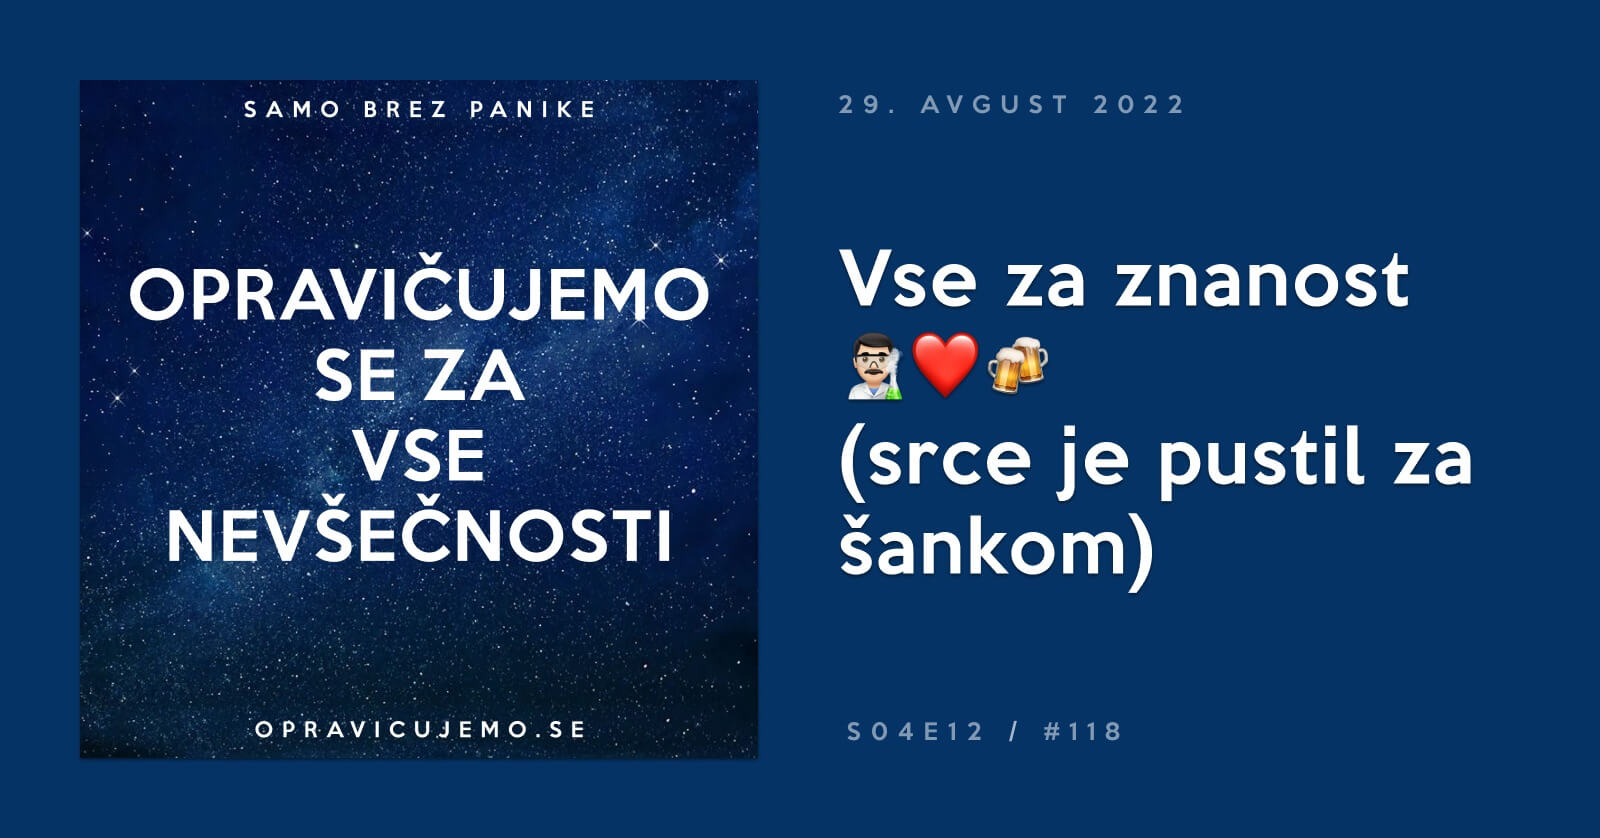 SAMO BREZ PANIKE
OPRAVIČUJEMO
SE ZA
VSE
NEVŠEČNOSTI
OPRAVICUJEMO.SE
29. AVGUST 2022
Vse za znanost
👨🏻‍🔬❤️🍻
(srce je pustil za
šankom)
S04E12 / #118